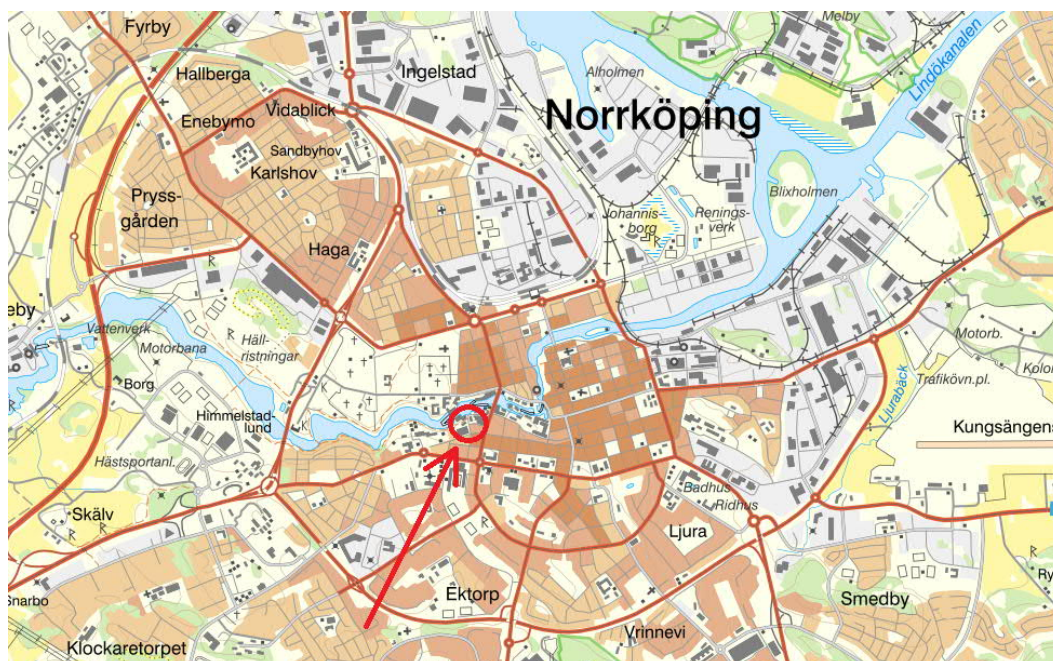 Fyrby
Melby
Lindökanalen
Hallberga
Ingelstad
Alholmen
Vidablick
Norrköping
Enebymo
Sandbyhov
Karlshov
Pryss-
gården
Blixholmen
Johannis
borg
Renings-
verk
Haga
eby
Vattenverk
Motorbana
Häll-
ristningar
Motorb.
Borg
Kolor
Trafikövn.pl.
Ljurabäck
Himmelstad-
lund
Kungsängens
Hästsportanl.
Badhus
Ridhus
Skälv
Ljura
Ektorp
Smedby
Ry
Snarbo
Vrinnevi
Klockaretorpet